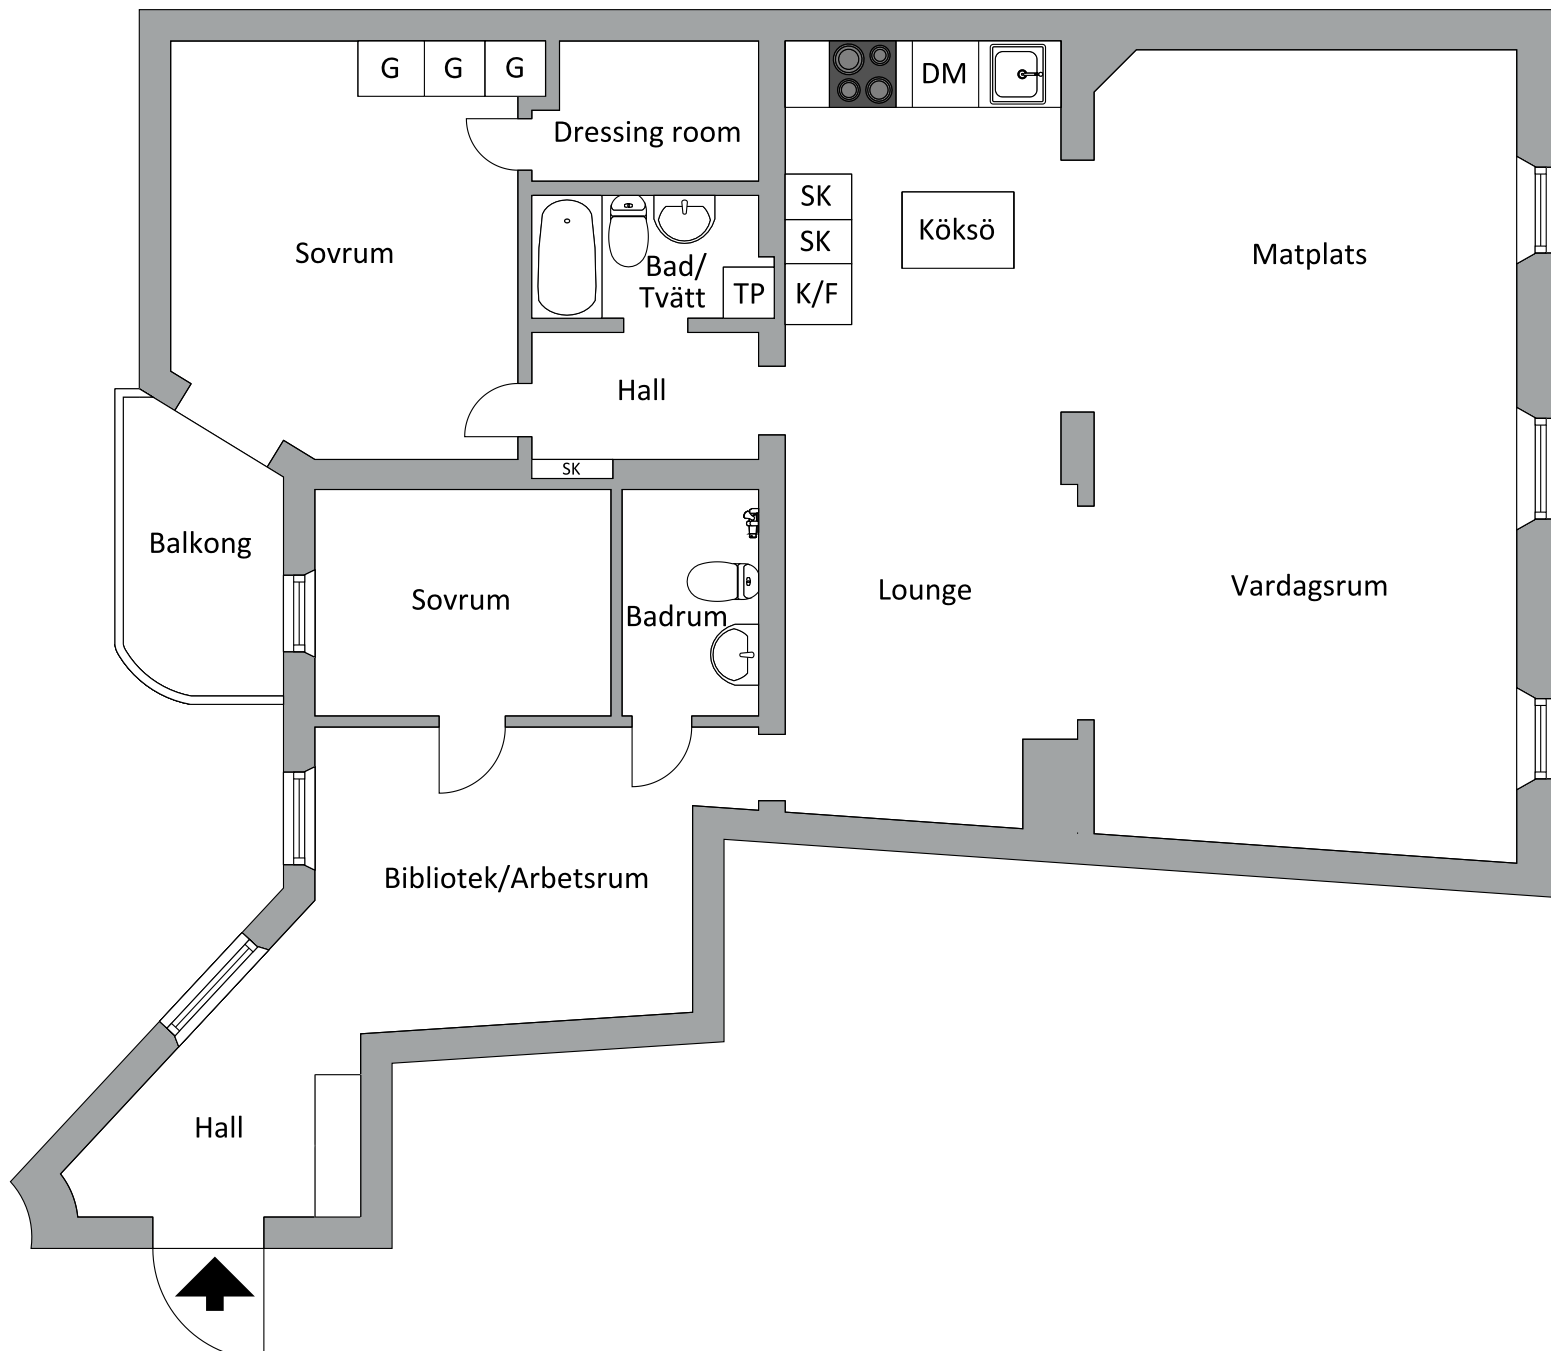 G G G
DM
Dressing room
SK
Köksö
SK
Sovrum
Matplats
Bad/
Tvätt
TP
K/F
Hall
SK
Balkong
Sovrum
Badrum
Lounge
Vardagsrum
Bibliotek/Arbetsrum
Hall